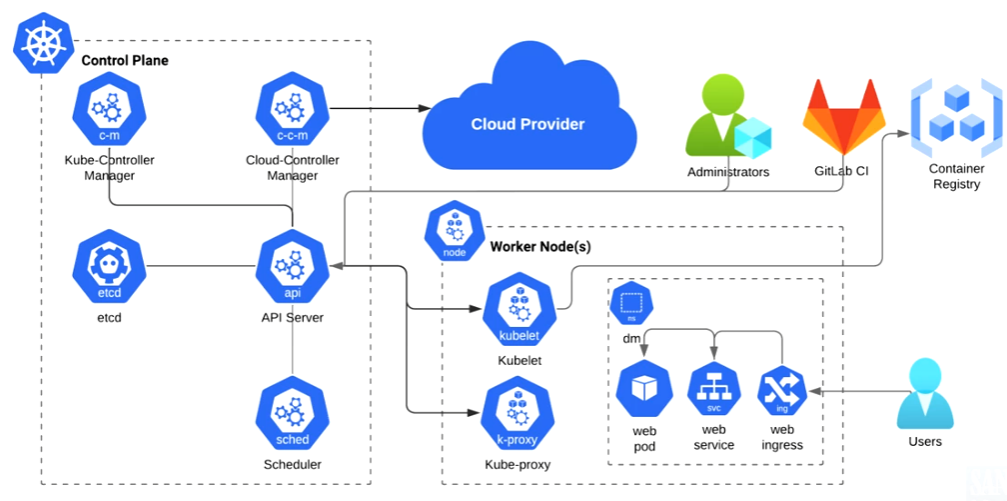 Control Plane
c-m
Kube-Controller
Manager
c-c-m
Cloud-Controller
Manager
Cloud Provider
Administrators
GitLab CI
Container
Registry
etcd
etcd
api
API Server
sched
Scheduler
node
Worker Node(s)
kubelet
Kubelet
k-proxy
Kube-proxy
ns
dm
web
pod
svc
web
service
ing
web
ingress
Users